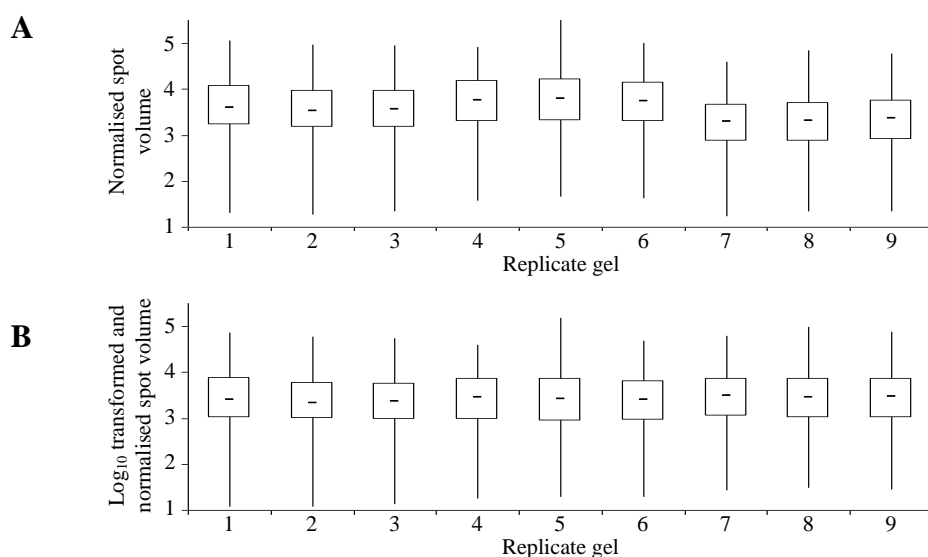 A
Normalised spot
volume
5
4
3
2
1
1 2 3 4 5 6 7 8 9
Replicate gel
B
Log₁₀ transformed and
normalised spot volume
5
4
3
2
1
1 2 3 4 5 6 7 8 9
Replicate gel